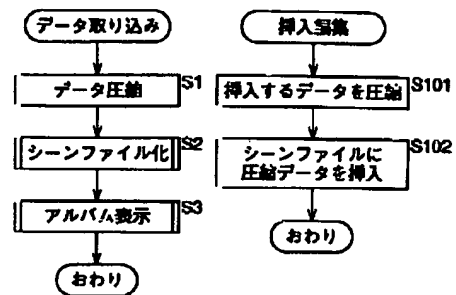 データ取り込み
データ圧縮
S1
シーンファイル化
S2
アルバム表示
S3
おわり
挿入編集
挿入するデータを圧縮
S101
シーンファイルに
圧縮データを挿入
S102
おわり